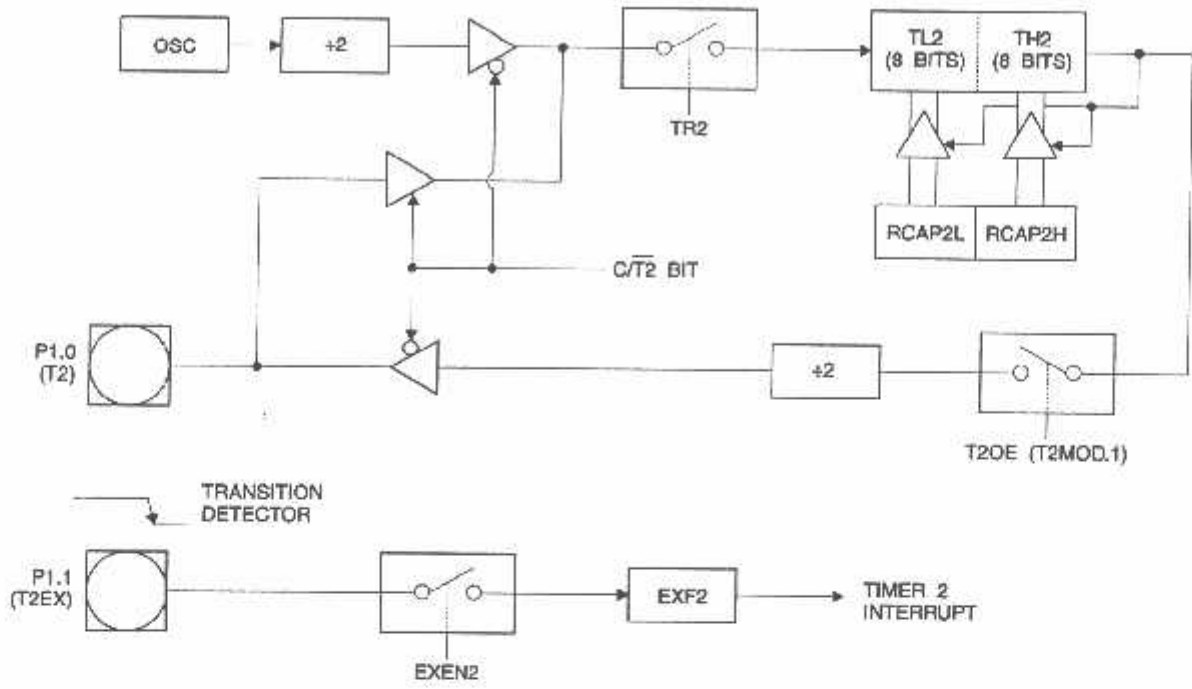 OSC
÷2
TR2
TL2
(8 BITS)
TH2
(8 BITS)
RCAP2L
RCAP2H
C/T2 BIT
P1.0
(T2)
÷2
T2OE (T2MOD.1)
TRANSITION
DETECTOR
P1.1
(T2EX)
EXEN2
EXF2
TIMER 2
INTERRUPT